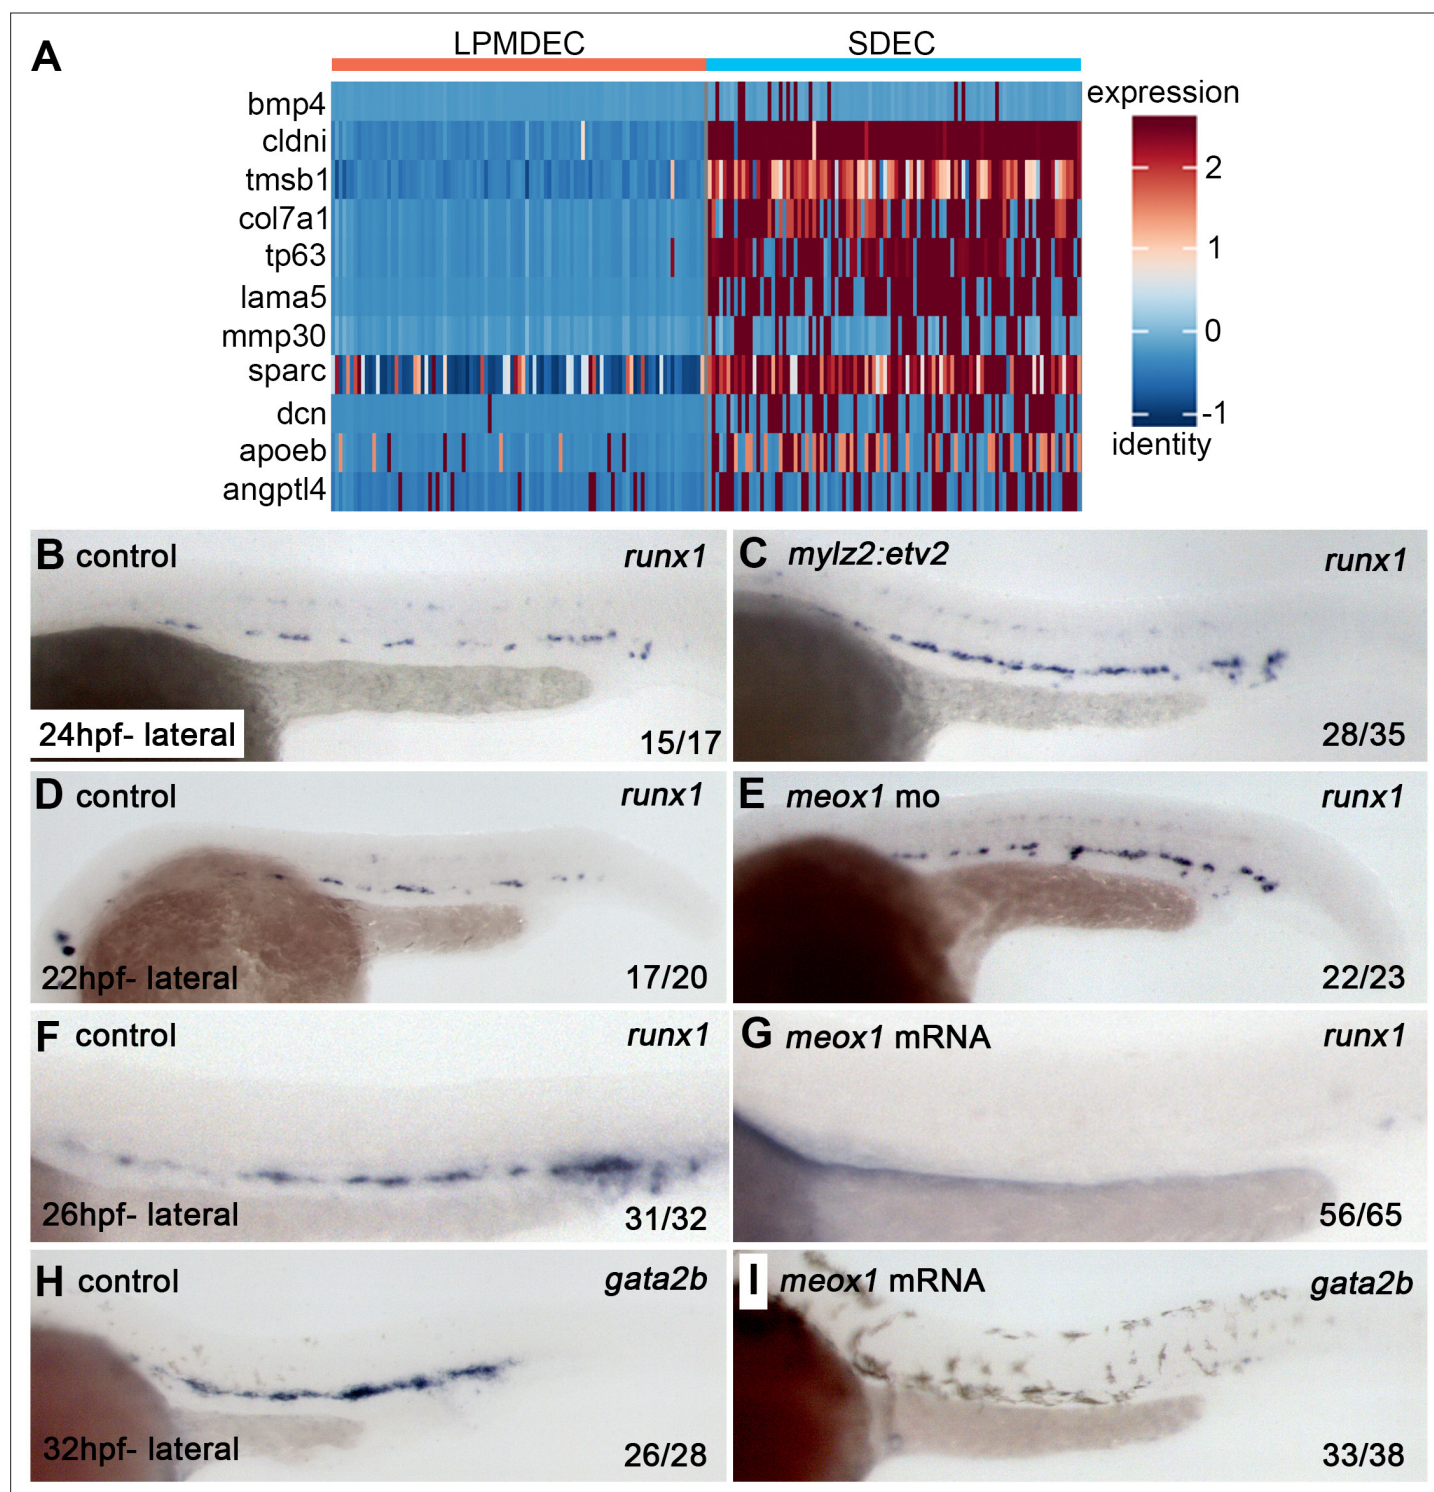 A
LPMDEC SDEC
bmp4
cldni
tmsb1
col7a1
tp63
lama5
mmp30
sparc
dcn
apoeb
angptl4
expression
2
1
0
-1
identity
B control runx1
24hpf- lateral
15/17
C mylz2:etv2 runx1
28/35
D control runx1
22hpf- lateral
17/20
E meox1 mo runx1
22/23
F control runx1
26hpf- lateral
31/32
G meox1 mRNA runx1
56/65
H control gata2b
32hpf- lateral
26/28
I meox1 mRNA gata2b
33/38